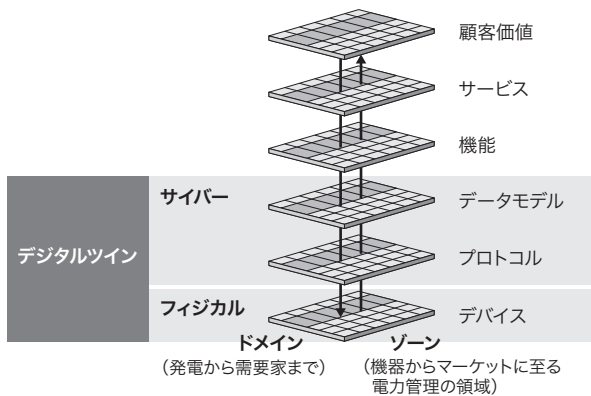 顧客価値
サービス
機能
サイバー
データモデル
デジタルツイン
プロトコル
フィジカル
デバイス
ドメイン
（発電から需要家まで）
ゾーン
（機器からマーケットに至る
電力管理の領域）